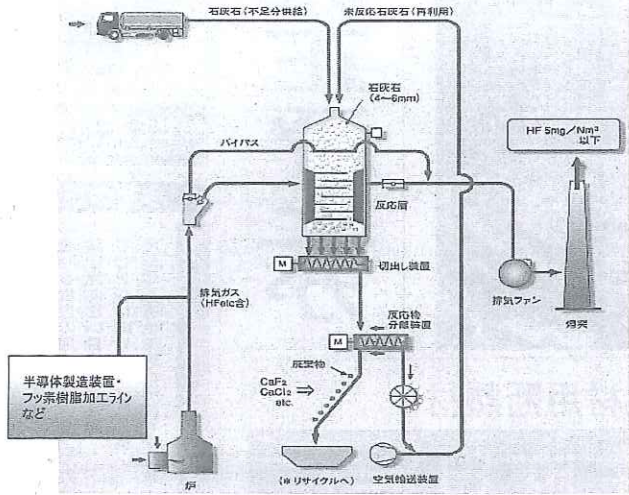 石灰石(不足分供給)
未反応石灰石(再利用)
石灰石
(4〜6mm)
HF 5mg/Nm³
以下
バイパス
反応層
M
切出し装置
排気ガス
(HFetc含)
排気ファン
煙突
反応物
分離装置
M
半導体製造装置・
フッ素樹脂加工ライン
など
廃棄物
CaF₂
CaCl₂
etc.
炉
(※リサイクルへ)
空気輸送装置